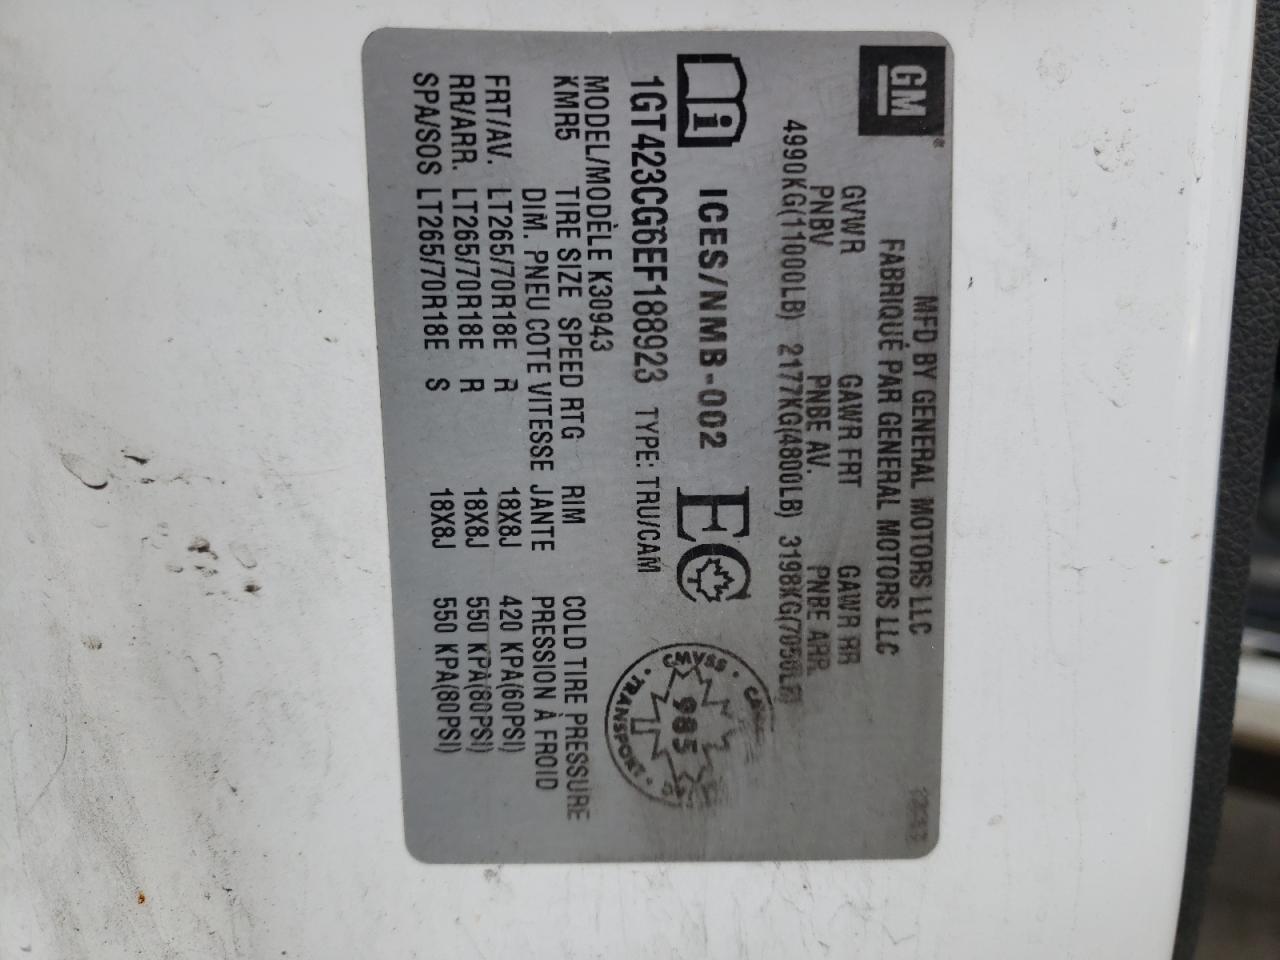 GM
MFD BY GENERAL MOTORS LLC
FABRIQUÉ PAR GENERAL MOTORS LLC
GVWR GAWR FRT GAWR RR
PNBV PNBE AV. PNBE ARR
4990KG(11000LB) 2177KG(4800LB) 3198KG(7050LB)
i ICES/NMB-002 EC
1GT423CG6EF188923 TYPE: TRU/CAM
CMVSS
985
TRANSPORT
MODEL/MODÈLE K30943
KMR5 TIRE SIZE SPEED RTG RIM COLD TIRE PRESSURE
DIM. PNEU COTE VITESSE JANTE PRESSION À FROID
FRT/AV. LT265/70R18E R 18X8J 420 KPA(60PSI)
RR/ARR. LT265/70R18E R 18X8J 550 KPA(80PSI)
SPA/SOS LT265/70R18E S 18X8J 550 KPA(80PSI)